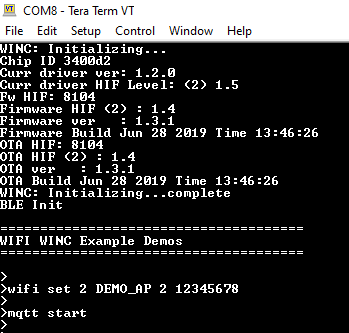 COM8 - Tera Term VT
File Edit Setup Control Window Help
WINC: Initializing...
Chip ID 3400d2
Curr driver ver: 1.2.0
Curr driver HIF Level: (2) 1.5
Fw HIF: 8104
Firmware HIF (2) : 1.4
Firmware ver   : 1.3.1
Firmware Build Jun 28 2019 Time 13:46:26
OTA HIF: 8104
OTA HIF (2) : 1.4
OTA ver   : 1.3.1
OTA Build Jun 28 2019 Time 13:46:26
WINC: Initializing...complete
BLE Init
========================================
WIFI WINC Example Demos
========================================
>
>wifi set 2 DEMO_AP 2 12345678
>
>mqtt start
>